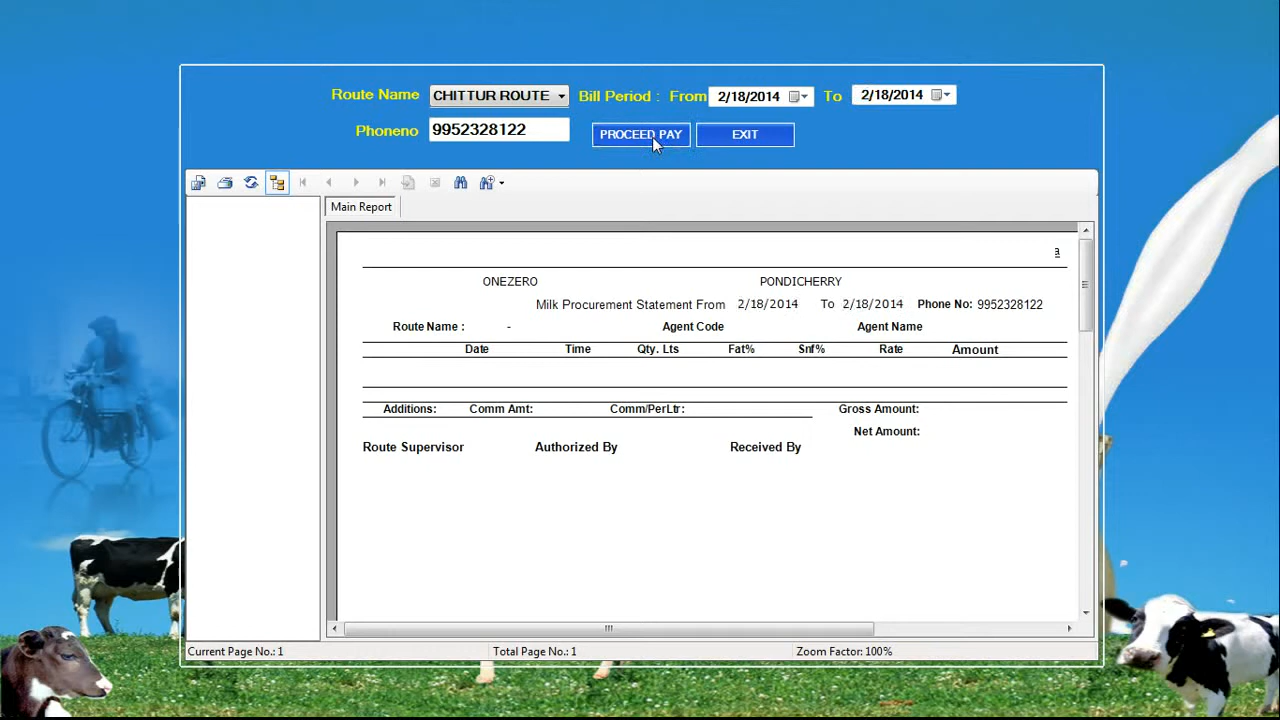 Route Name CHITTUR ROUTE Bill Period : From 2/18/2014 To 2/18/2014
Phoneno 9952328122 PROCEED PAY EXIT
Main Report
a
ONEZERO PONDICHERRY
Milk Procurement Statement From 2/18/2014 To 2/18/2014 Phone No: 9952328122
Route Name : - Agent Code Agent Name
Date Time Qty. Lts Fat% Snf% Rate Amount
Additions: Comm Amt: Comm/PerLtr: Gross Amount:
Net Amount:
Route Supervisor Authorized By Received By
Current Page No.: 1 Total Page No.: 1 Zoom Factor: 100%